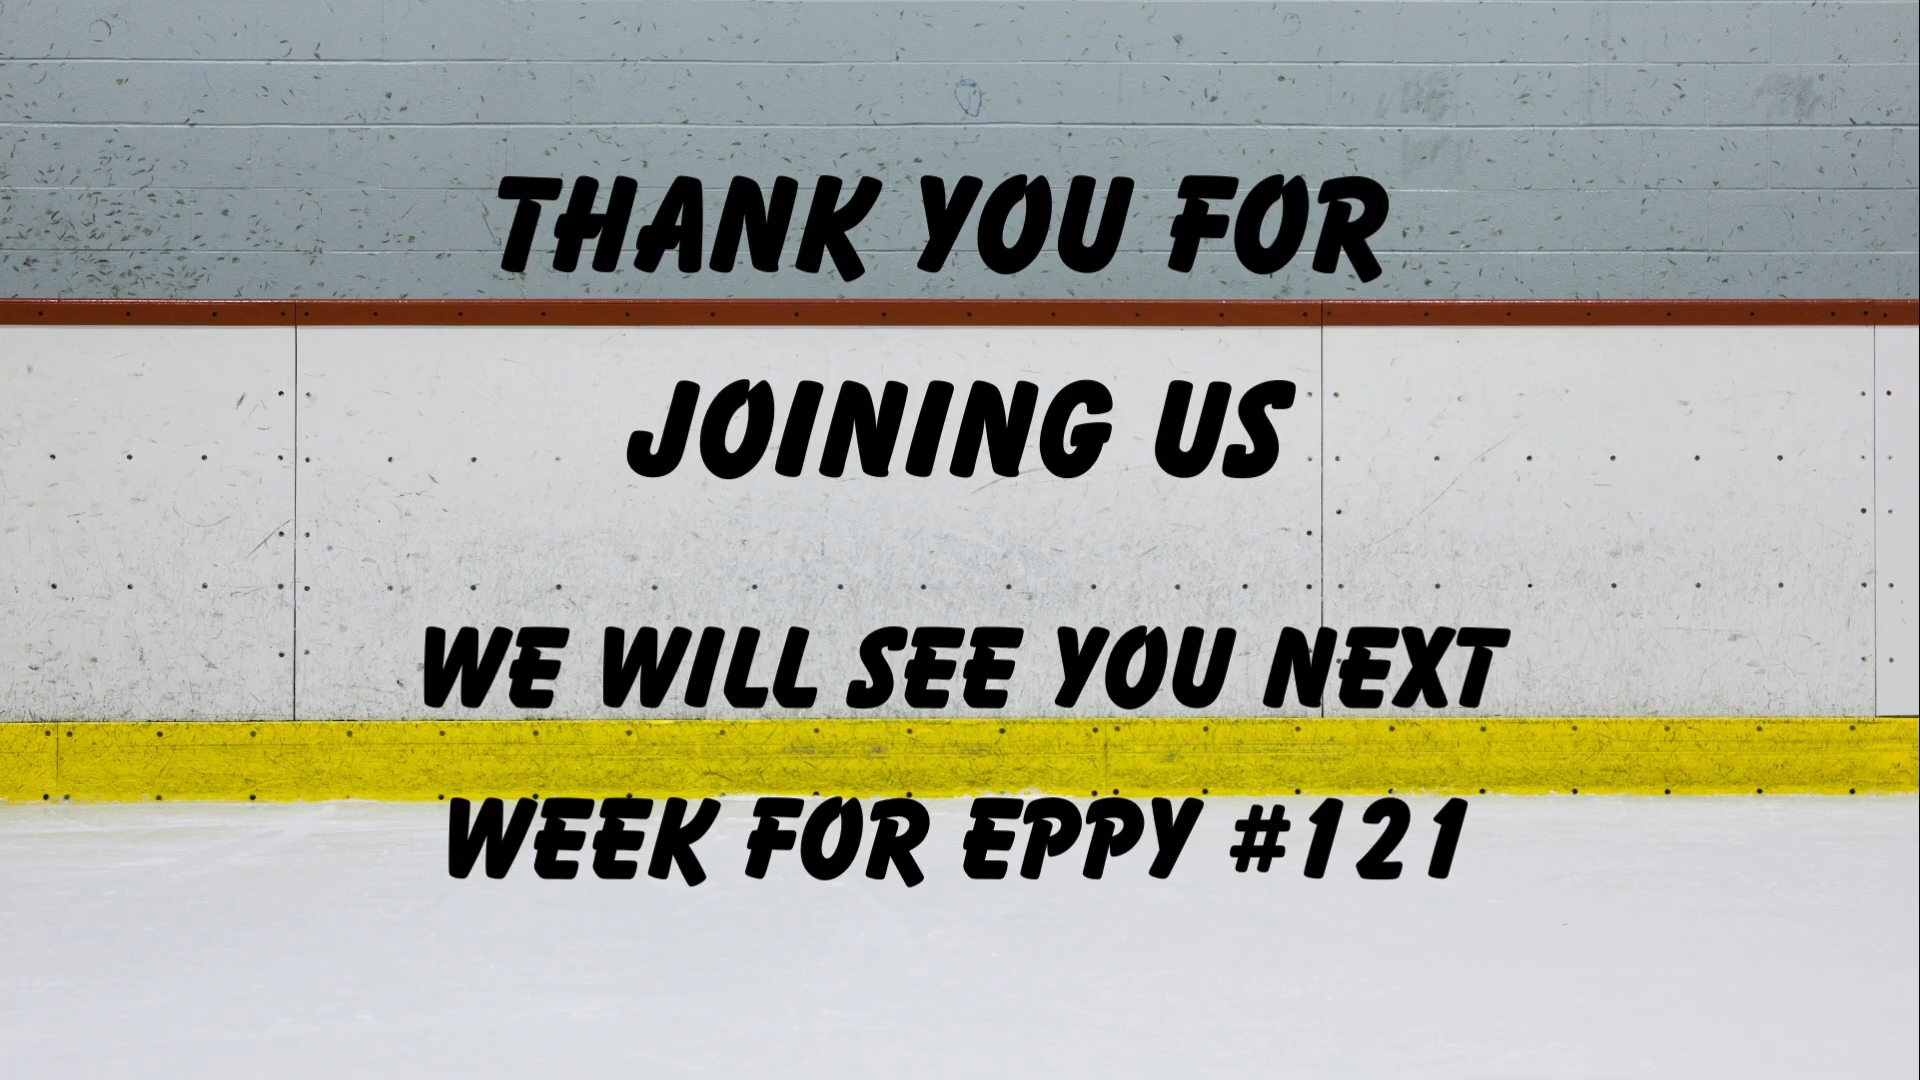 THANK YOU FOR
JOINING US
WE WILL SEE YOU NEXT
WEEK FOR EPPY #121